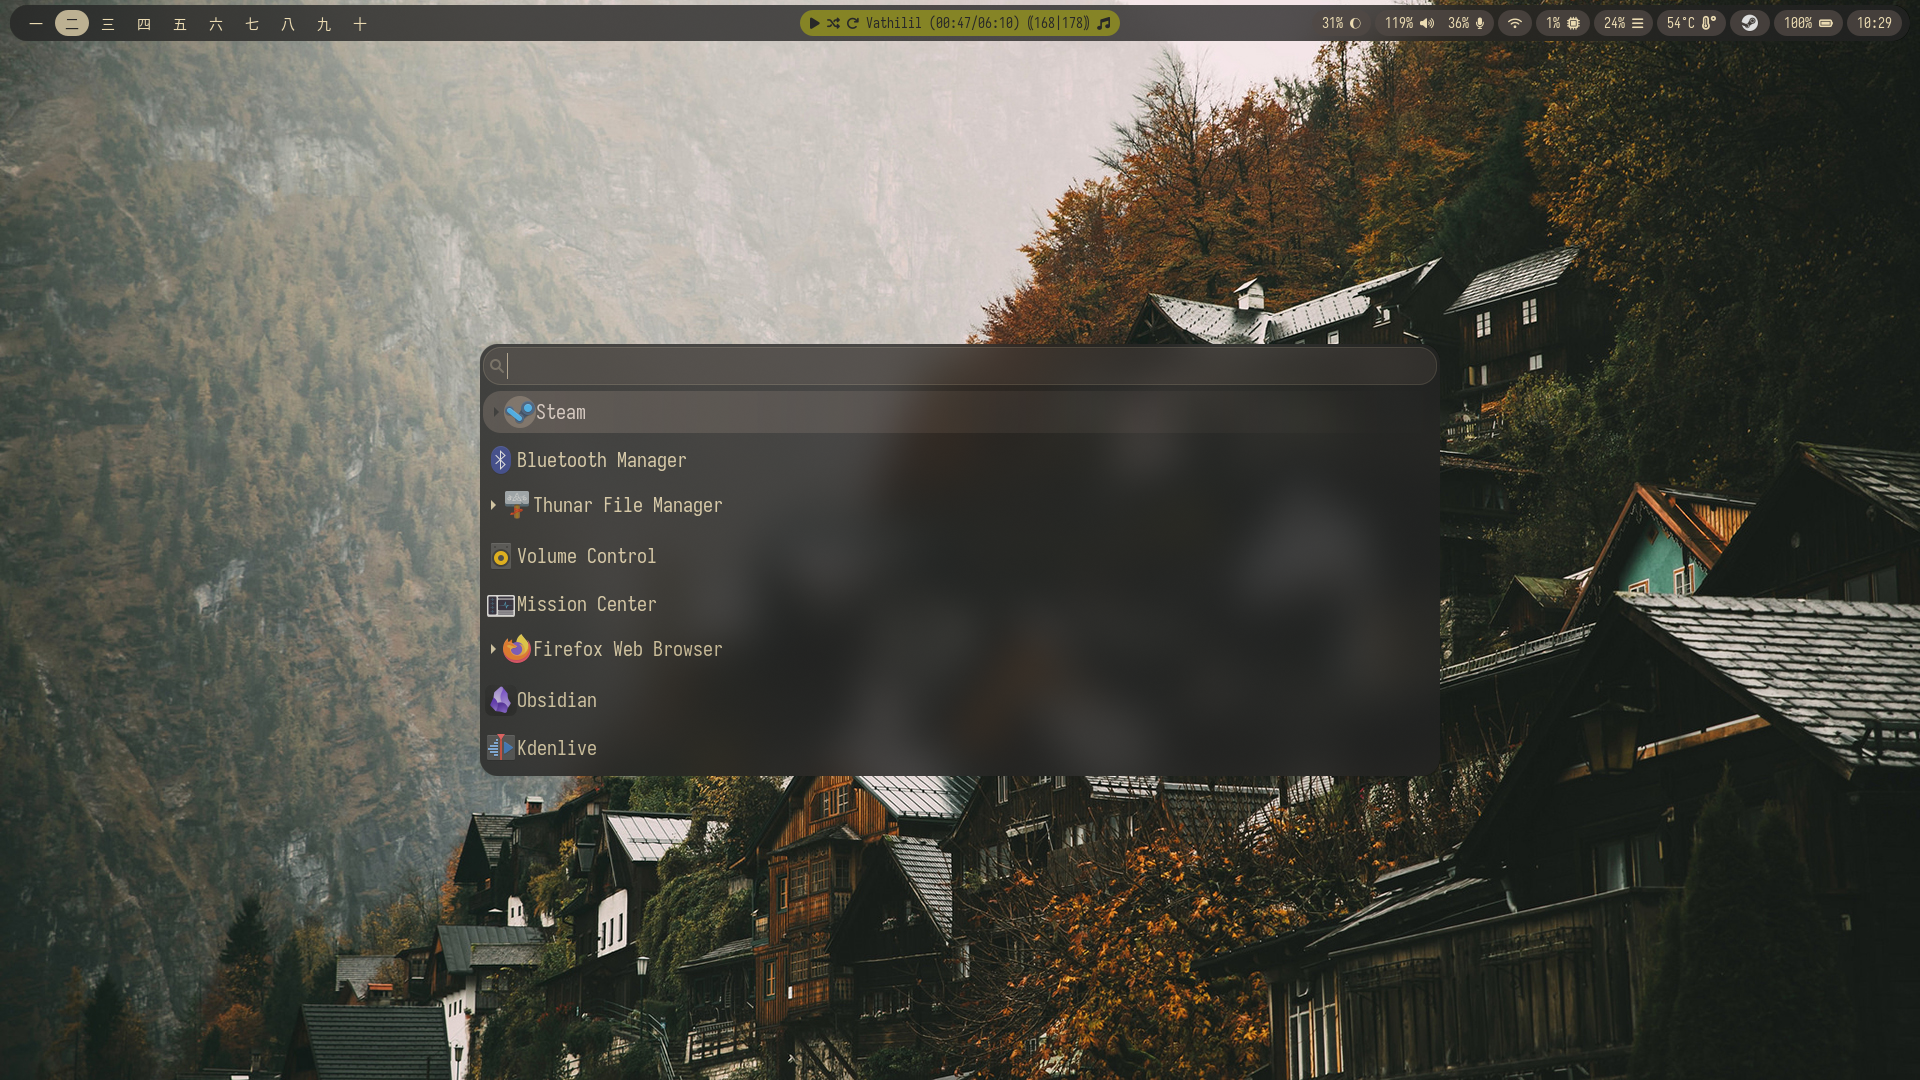 一 二 三 四 五 六 七 八 九 十
Vathilil (00:47/06:10) ⟪168|178⟫
31% 119% 36% 1% 24% 54°C 100% 10:29
Steam
Bluetooth Manager
Thunar File Manager
Volume Control
Mission Center
Firefox Web Browser
Obsidian
Kdenlive